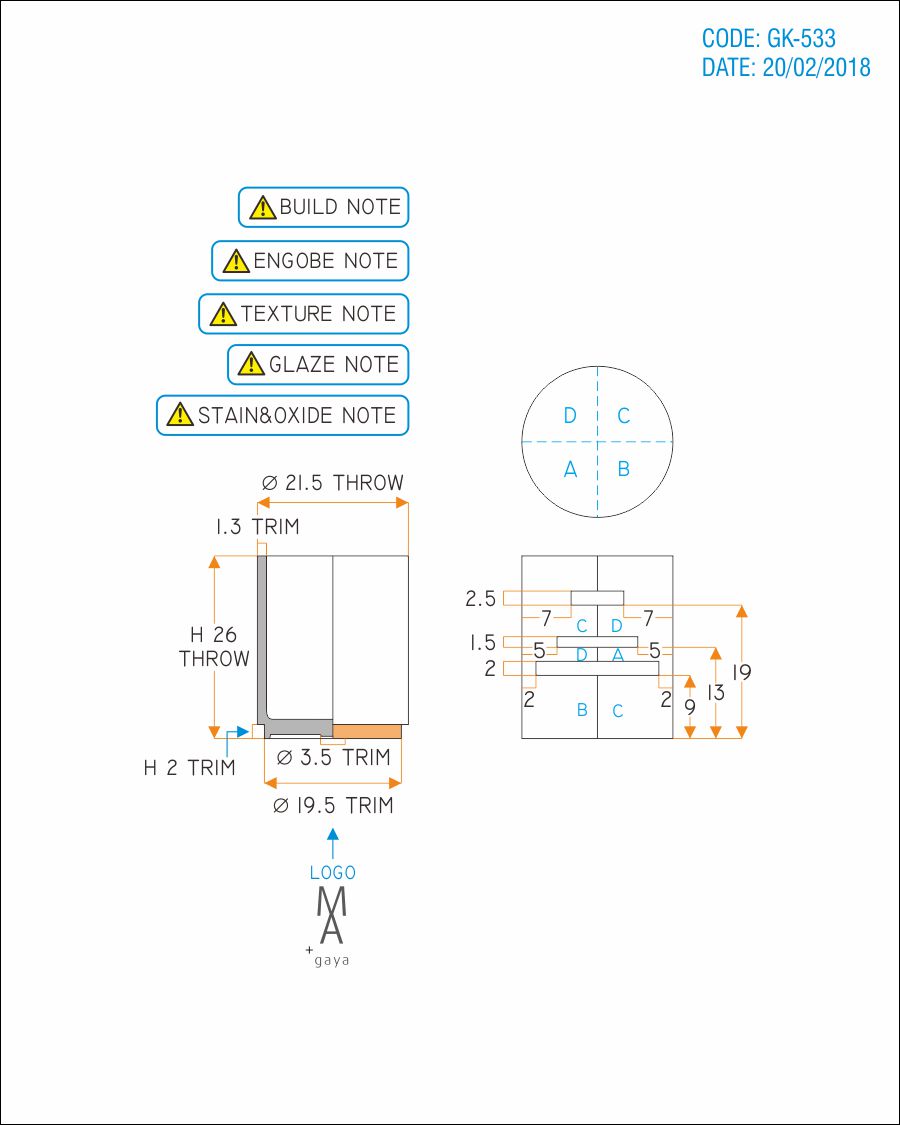 CODE: GK-533
DATE: 20/02/2018
BUILD NOTE
ENGOBE NOTE
TEXTURE NOTE
GLAZE NOTE
STAIN&OXIDE NOTE
D C
A B
Ø 21.5 THROW
1.3 TRIM
H 26
THROW
Ø 3.5 TRIM
H 2 TRIM
Ø 19.5 TRIM
LOGO
MA
+
gaya
2.5
7 7
C D
1.5
5 5
D A
2
19
13
2 2
9
B C